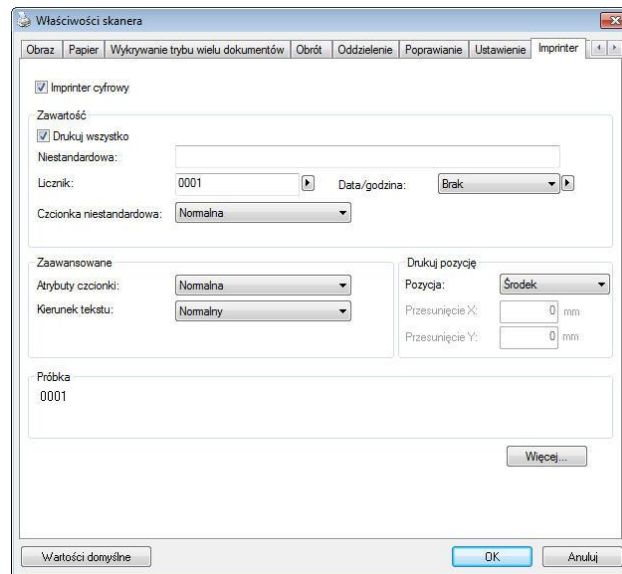 Właściwości skanera
Obraz Papier Wykrywanie trybu wielu dokumentów Obrót Oddzielenie Poprawianie Ustawienie Imprinter
Imprinter cyfrowy
Zawartość
Drukuj wszystko
Niestandardowa:
Licznik: 0001 Data/godzina: Brak
Czcionka niestandardowa: Normalna
Zaawansowane Drukuj pozycję
Atrybuty czcionki: Normalna Pozycja: Środek
Kierunek tekstu: Normalny Przesunięcie X: 0 mm
Przesunięcie Y: 0 mm
Próbka
0001
Więcej...
Wartości domyślne OK Anuluj